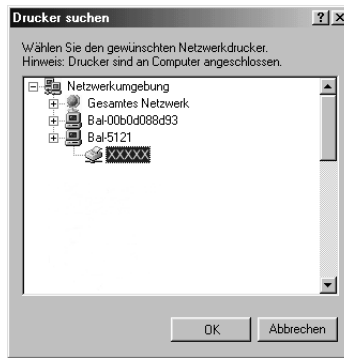 Drucker suchen
Wählen Sie den gewünschten Netzwerkdrucker.
Hinweis: Drucker sind an Computer angeschlossen.
Netzwerkumgebung
Gesamtes Netzwerk
Bal-00b0d088d93
Bal-5121
XXXXX
OK Abbrechen